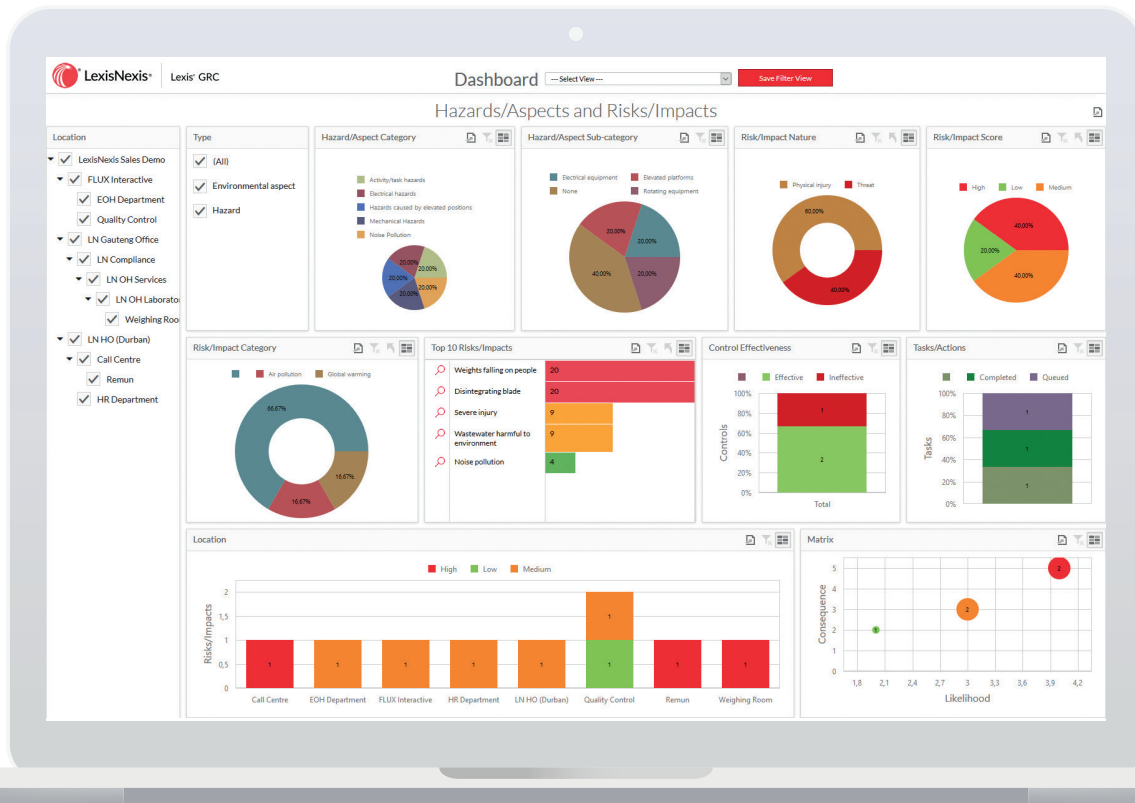 LexisNexis®
Lexis® GRC
Dashboard
--- Select View ---
Save Filter View
Hazards/Aspects and Risks/Impacts
Location
LexisNexis Sales Demo
FLUX Interactive
EOH Department
Quality Control
LN Gauteng Office
LN Compliance
LN OH Services
LN OH Laborato
Weighing Roo
LN HO (Durban)
Call Centre
Remun
HR Department
Type
(All)
Environmental aspect
Hazard
Hazard/Aspect Category
Activity/task hazards
Electrical hazards
Hazards caused by elevated positions
Mechanical Hazards
Noise Pollution
20.00%
20.00%
20.00%
20.00%
20.00%
Hazard/Aspect Sub-category
Electrical equipment Elevated platforms
None Rotating equipment
20.00%
20.00%
40.00%
20.00%
Risk/Impact Nature
Physical injury Threat
60.00%
40.00%
Risk/Impact Score
High Low Medium
40.00%
20.00%
40.00%
Risk/Impact Category
Air pollution Global warming
66.67%
16.67%
16.67%
Top 10 Risks/Impacts
Weights falling on people 20
Disintegrating blade 20
Severe injury 9
Wastewater harmful to
environment
9
Noise pollution 4
Control Effectiveness
Effective Ineffective
100%
80%
60%
40%
20%
0%
Controls
1
2
Total
Tasks/Actions
Completed Queued
100%
80%
60%
40%
20%
0%
Tasks
1
1
1
Location
High Low Medium
Risks/Impacts
2
1,5
1
0,5
0
1 1 1 1 1 1 1 1 1
Call Centre EOH Department FLUX Interactive HR Department LN HO (Durban) Quality Control Remun Weighing Room
Matrix
Consequence
5
4
3
2
1
0
2
2
1
1,8 2,1 2,4 2,7 3 3,3 3,6 3,9 4,2
Likelihood